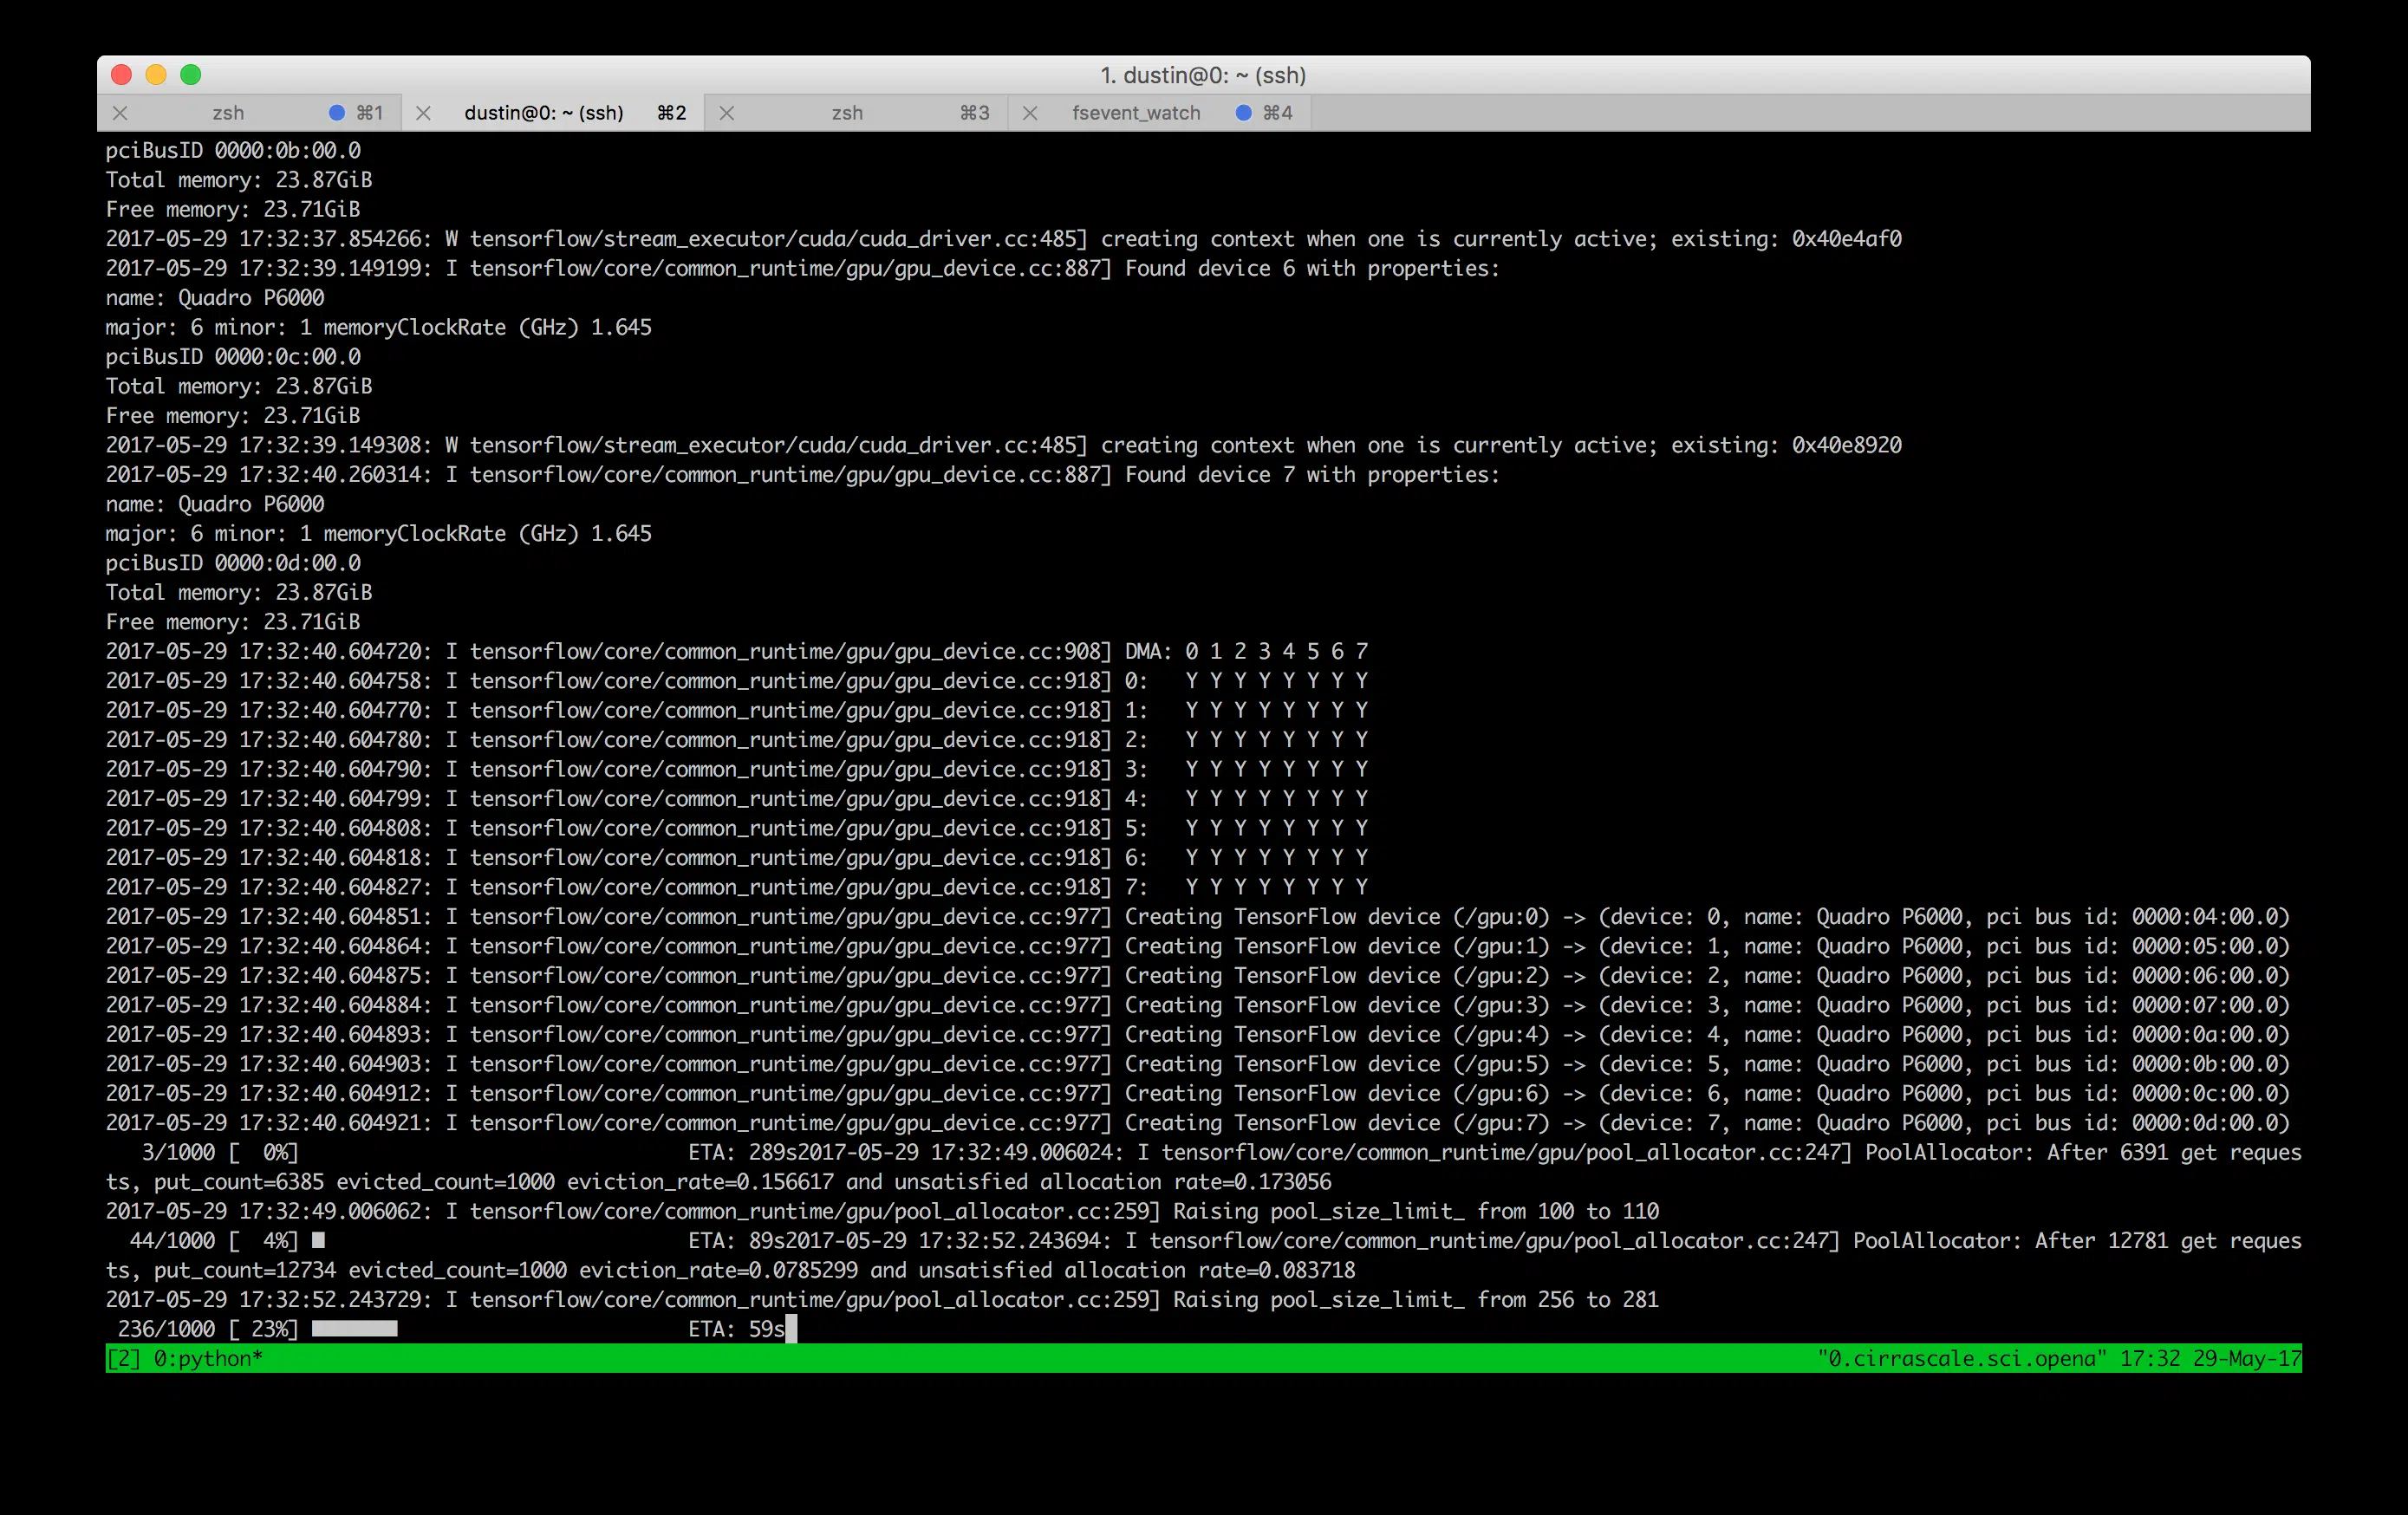 1. dustin@0: ~ (ssh)
zsh ⌘1 dustin@0: ~ (ssh) ⌘2 zsh ⌘3 fsevent_watch ⌘4
pciBusID 0000:0b:00.0
Total memory: 23.87GiB
Free memory: 23.71GiB
2017-05-29 17:32:37.854266: W tensorflow/stream_executor/cuda/cuda_driver.cc:485] creating context when one is currently active; existing: 0x40e4af0
2017-05-29 17:32:39.149199: I tensorflow/core/common_runtime/gpu/gpu_device.cc:887] Found device 6 with properties:
name: Quadro P6000
major: 6 minor: 1 memoryClockRate (GHz) 1.645
pciBusID 0000:0c:00.0
Total memory: 23.87GiB
Free memory: 23.71GiB
2017-05-29 17:32:39.149308: W tensorflow/stream_executor/cuda/cuda_driver.cc:485] creating context when one is currently active; existing: 0x40e8920
2017-05-29 17:32:40.260314: I tensorflow/core/common_runtime/gpu/gpu_device.cc:887] Found device 7 with properties:
name: Quadro P6000
major: 6 minor: 1 memoryClockRate (GHz) 1.645
pciBusID 0000:0d:00.0
Total memory: 23.87GiB
Free memory: 23.71GiB
2017-05-29 17:32:40.604720: I tensorflow/core/common_runtime/gpu/gpu_device.cc:908] DMA: 0 1 2 3 4 5 6 7
2017-05-29 17:32:40.604758: I tensorflow/core/common_runtime/gpu/gpu_device.cc:918] 0:   Y Y Y Y Y Y Y Y
2017-05-29 17:32:40.604770: I tensorflow/core/common_runtime/gpu/gpu_device.cc:918] 1:   Y Y Y Y Y Y Y Y
2017-05-29 17:32:40.604780: I tensorflow/core/common_runtime/gpu/gpu_device.cc:918] 2:   Y Y Y Y Y Y Y Y
2017-05-29 17:32:40.604790: I tensorflow/core/common_runtime/gpu/gpu_device.cc:918] 3:   Y Y Y Y Y Y Y Y
2017-05-29 17:32:40.604799: I tensorflow/core/common_runtime/gpu/gpu_device.cc:918] 4:   Y Y Y Y Y Y Y Y
2017-05-29 17:32:40.604808: I tensorflow/core/common_runtime/gpu/gpu_device.cc:918] 5:   Y Y Y Y Y Y Y Y
2017-05-29 17:32:40.604818: I tensorflow/core/common_runtime/gpu/gpu_device.cc:918] 6:   Y Y Y Y Y Y Y Y
2017-05-29 17:32:40.604827: I tensorflow/core/common_runtime/gpu/gpu_device.cc:918] 7:   Y Y Y Y Y Y Y Y
2017-05-29 17:32:40.604851: I tensorflow/core/common_runtime/gpu/gpu_device.cc:977] Creating TensorFlow device (/gpu:0) -> (device: 0, name: Quadro P6000, pci bus id: 0000:04:00.0)
2017-05-29 17:32:40.604864: I tensorflow/core/common_runtime/gpu/gpu_device.cc:977] Creating TensorFlow device (/gpu:1) -> (device: 1, name: Quadro P6000, pci bus id: 0000:05:00.0)
2017-05-29 17:32:40.604875: I tensorflow/core/common_runtime/gpu/gpu_device.cc:977] Creating TensorFlow device (/gpu:2) -> (device: 2, name: Quadro P6000, pci bus id: 0000:06:00.0)
2017-05-29 17:32:40.604884: I tensorflow/core/common_runtime/gpu/gpu_device.cc:977] Creating TensorFlow device (/gpu:3) -> (device: 3, name: Quadro P6000, pci bus id: 0000:07:00.0)
2017-05-29 17:32:40.604893: I tensorflow/core/common_runtime/gpu/gpu_device.cc:977] Creating TensorFlow device (/gpu:4) -> (device: 4, name: Quadro P6000, pci bus id: 0000:0a:00.0)
2017-05-29 17:32:40.604903: I tensorflow/core/common_runtime/gpu/gpu_device.cc:977] Creating TensorFlow device (/gpu:5) -> (device: 5, name: Quadro P6000, pci bus id: 0000:0b:00.0)
2017-05-29 17:32:40.604912: I tensorflow/core/common_runtime/gpu/gpu_device.cc:977] Creating TensorFlow device (/gpu:6) -> (device: 6, name: Quadro P6000, pci bus id: 0000:0c:00.0)
2017-05-29 17:32:40.604921: I tensorflow/core/common_runtime/gpu/gpu_device.cc:977] Creating TensorFlow device (/gpu:7) -> (device: 7, name: Quadro P6000, pci bus id: 0000:0d:00.0)
3/1000 [  0%] ETA: 289s2017-05-29 17:32:49.006024: I tensorflow/core/common_runtime/gpu/pool_allocator.cc:247] PoolAllocator: After 6391 get reques
ts, put_count=6385 evicted_count=1000 eviction_rate=0.156617 and unsatisfied allocation rate=0.173056
2017-05-29 17:32:49.006062: I tensorflow/core/common_runtime/gpu/pool_allocator.cc:259] Raising pool_size_limit_ from 100 to 110
44/1000 [  4%] ETA: 89s2017-05-29 17:32:52.243694: I tensorflow/core/common_runtime/gpu/pool_allocator.cc:247] PoolAllocator: After 12781 get reques
ts, put_count=12734 evicted_count=1000 eviction_rate=0.0785299 and unsatisfied allocation rate=0.083718
2017-05-29 17:32:52.243729: I tensorflow/core/common_runtime/gpu/pool_allocator.cc:259] Raising pool_size_limit_ from 256 to 281
236/1000 [ 23%] ETA: 59s
[2] 0:python* "0.cirrascale.sci.opena" 17:32 29-May-17